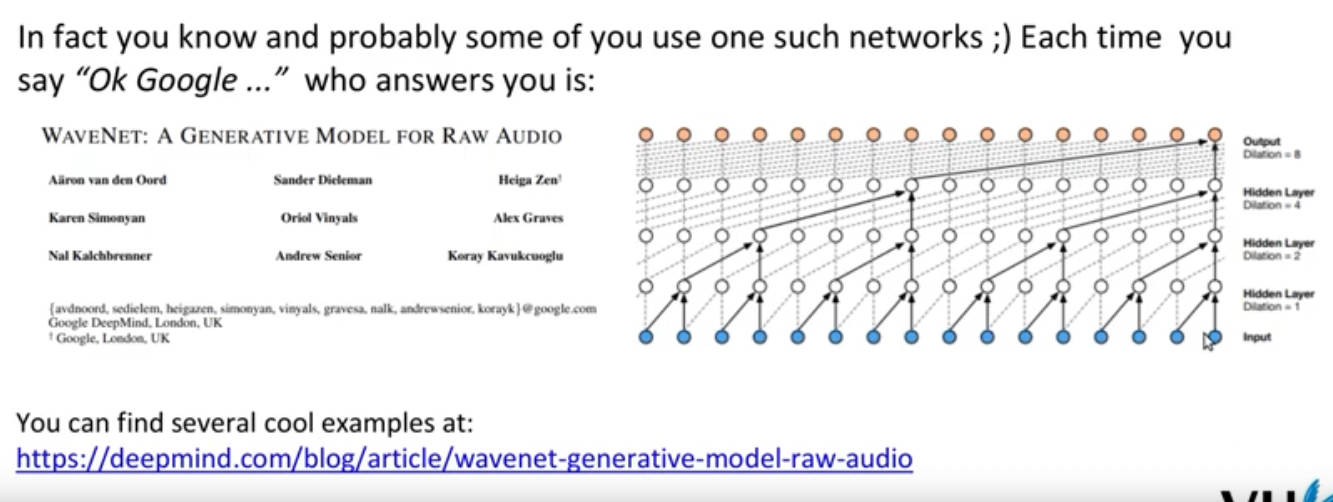 In fact you know and probably some of you use one such networks ;) Each time you
say “Ok Google ...” who answers you is:
WAVENET: A GENERATIVE MODEL FOR RAW AUDIO
Aäron van den Oord Sander Dieleman Heiga Zen†
Karen Simonyan Oriol Vinyals Alex Graves
Nal Kalchbrenner Andrew Senior Koray Kavukcuoglu
{avdnoord, sedielem, heigazen, simonyan, vinyals, gravesa, nalk, andrewsenior, korayk}@google.com
Google DeepMind, London, UK
† Google, London, UK
Output
Dilation = 8
Hidden Layer
Dilation = 4
Hidden Layer
Dilation = 2
Hidden Layer
Dilation = 1
Input
You can find several cool examples at:
https://deepmind.com/blog/article/wavenet-generative-model-raw-audio